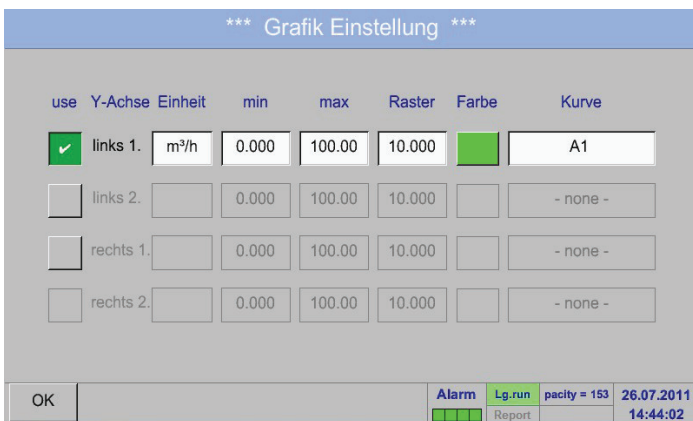 *** Grafik Einstellung ***
use Y-Achse Einheit min max Raster Farbe Kurve
links 1. m³/h 0.000 100.00 10.000 A1
links 2. 0.000 100.00 10.000 - none -
rechts 1. 0.000 100.00 10.000 - none -
rechts 2. 0.000 100.00 10.000 - none -
OK Alarm Lg.run pacity = 153 26.07.2011
Report 14:44:02